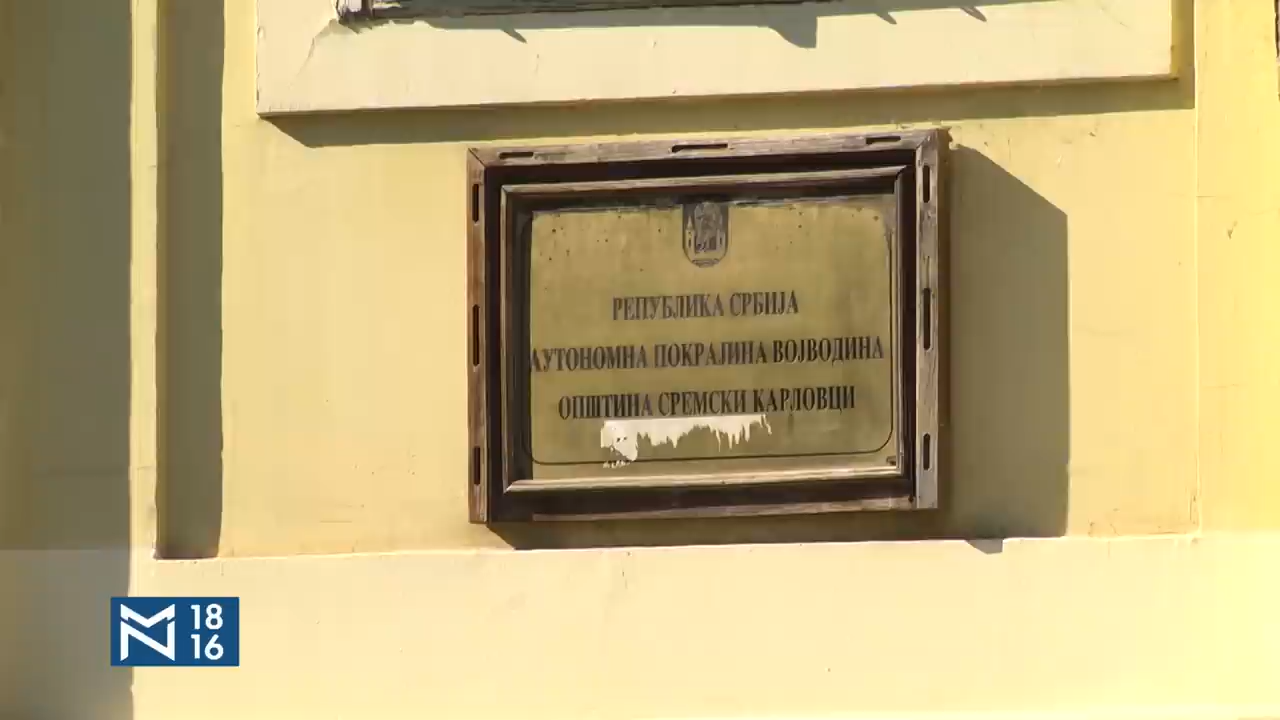 РЕПУБЛИКА СРБИЈА
АУТОНОМНА ПОКРАЈИНА ВОЈВОДИНА
ОПШТИНА СРЕМСКИ КАРЛОВЦИ
18
16